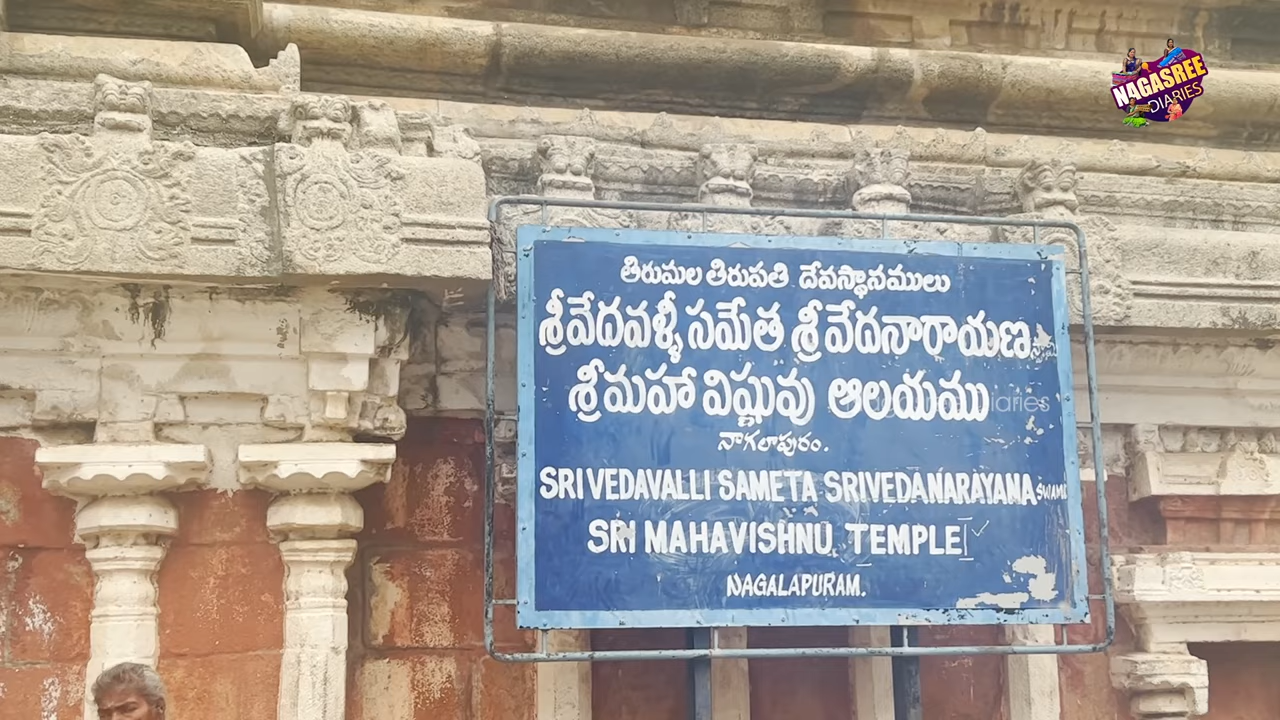 NAGASREE
DIARIES
తిరుమల తిరుపతి దేవస్థానములు
శ్రీవేదవళ్ళీ సమేత శ్రీవేదనారాయణ స్వామి
శ్రీమహావిష్ణువు ఆలయము
నాగలాపురం.
SRI VEDAVALLI SAMETA SRIVEDANARAYANA SWAMI
SRI MAHAVISHNU TEMPLE
NAGALAPURAM.